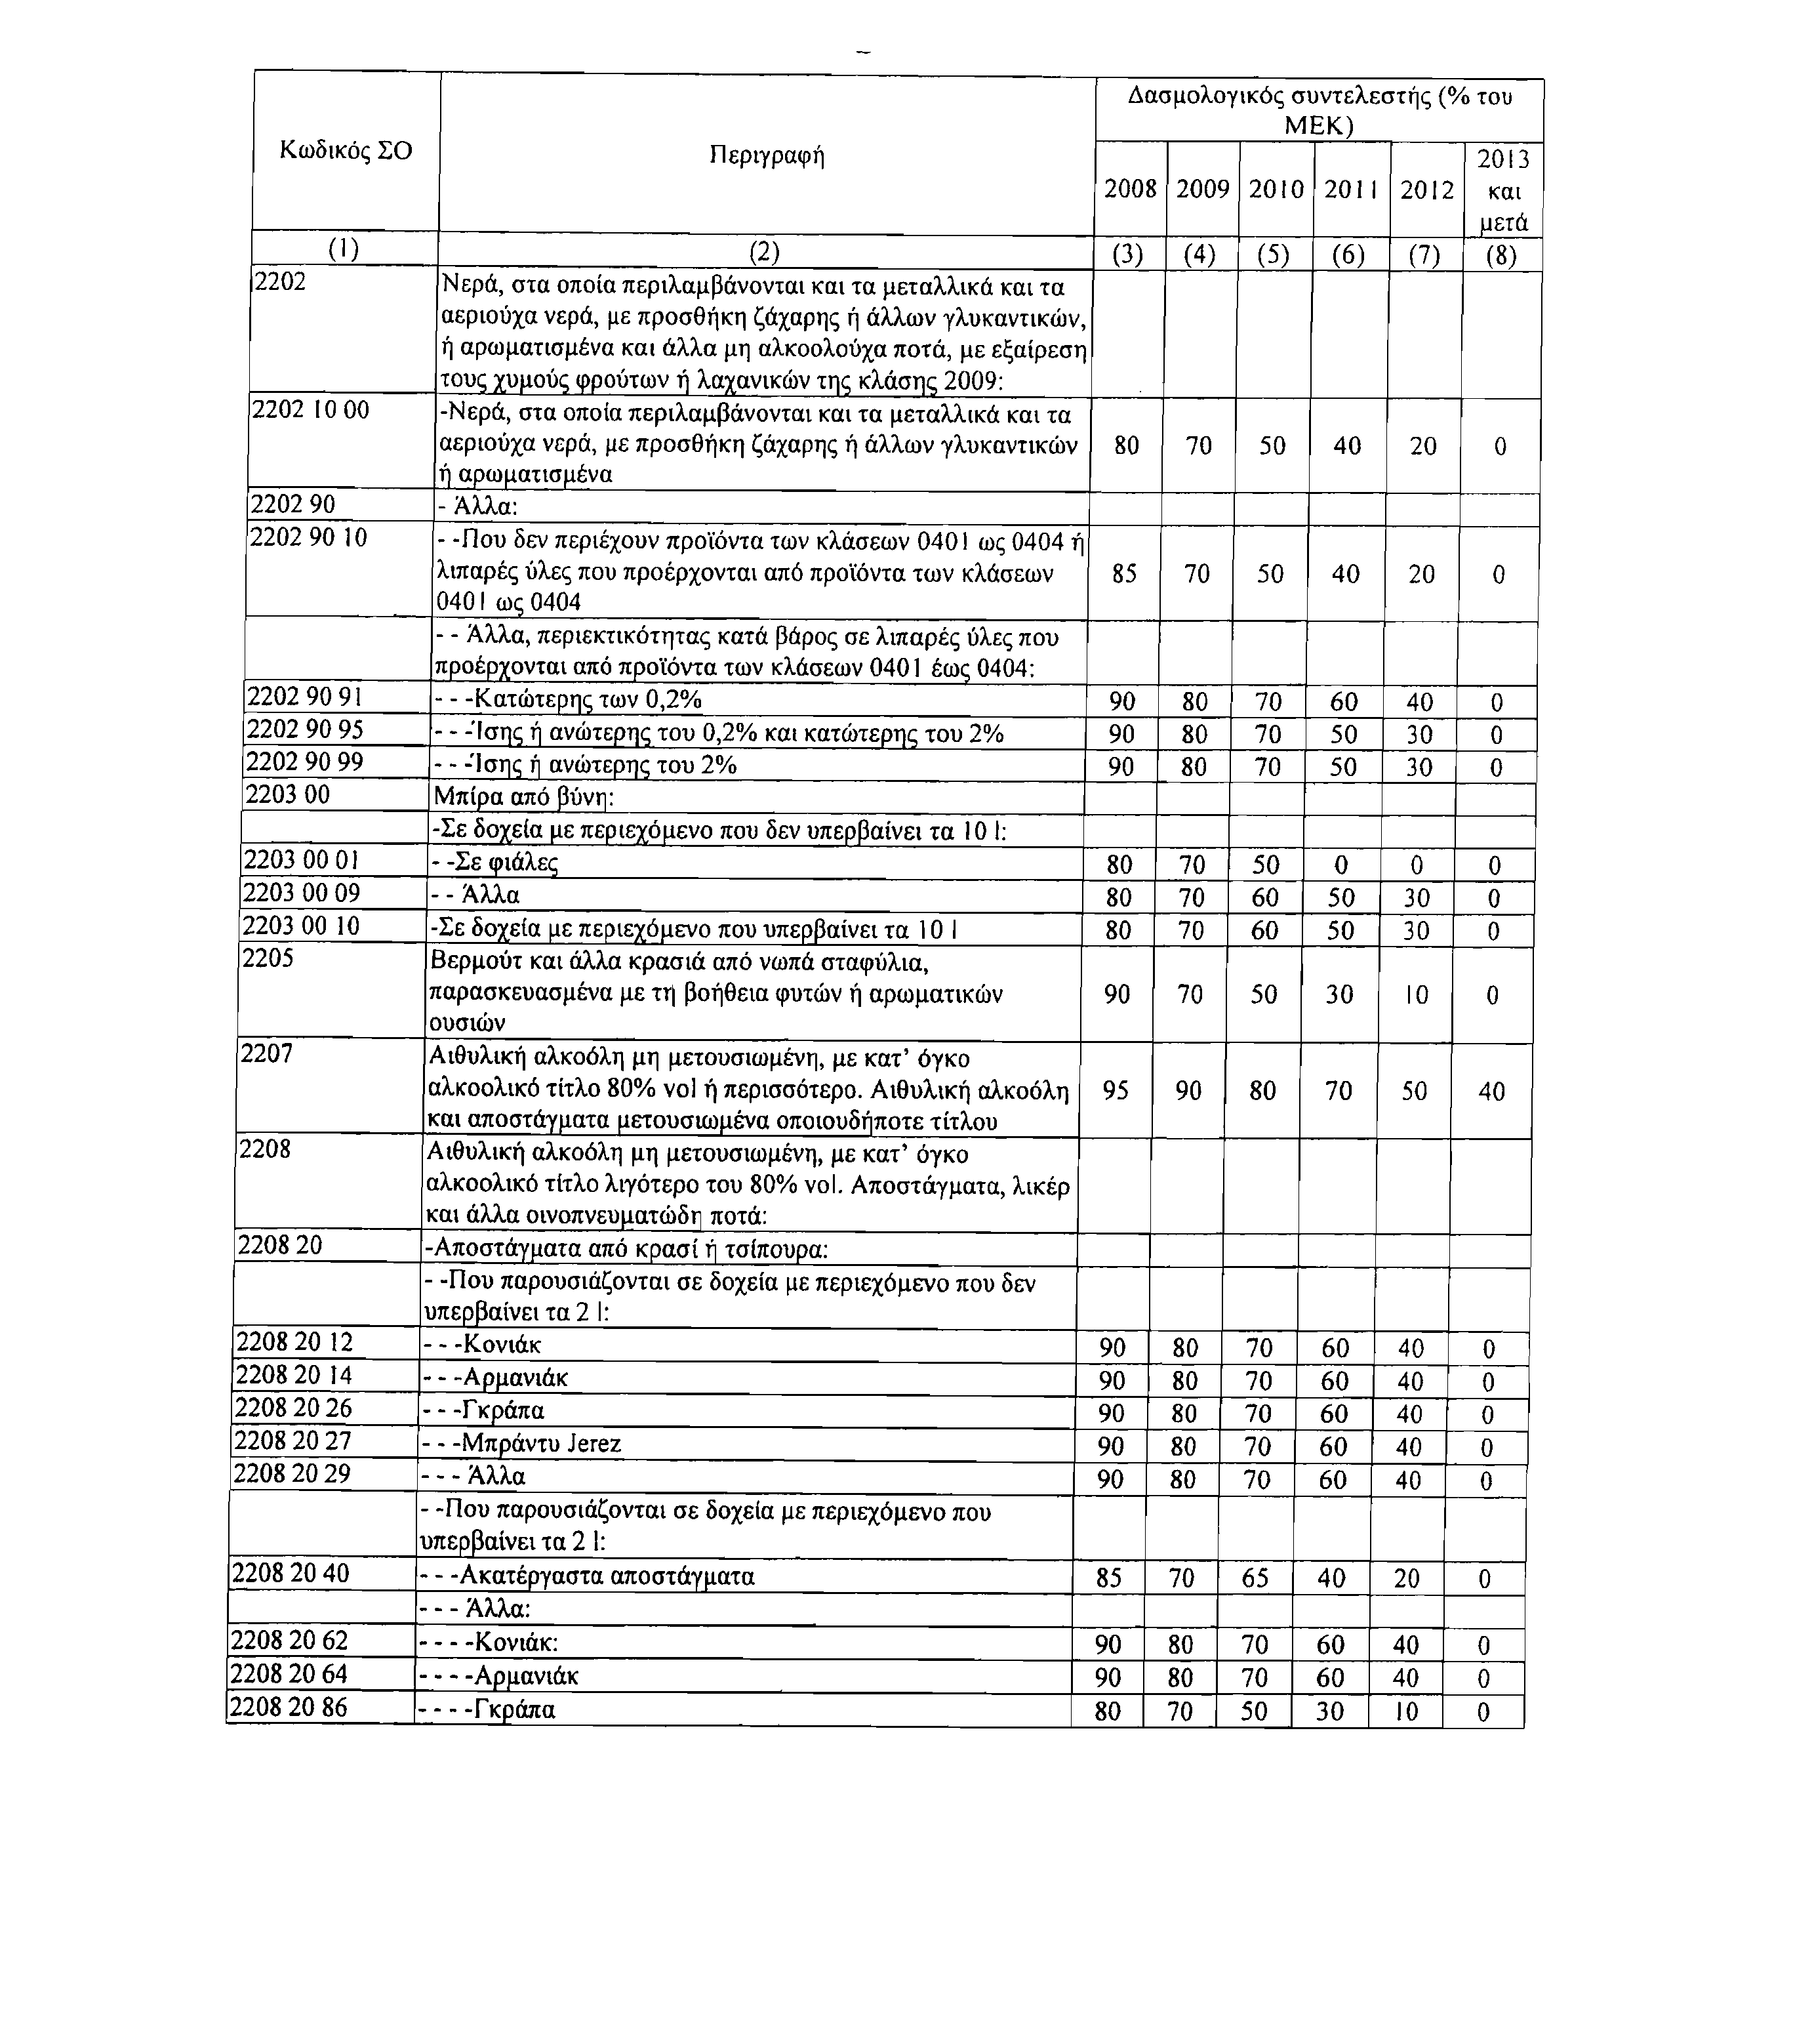 Κωδικός ΣΟ
Περιγραφή
Δασμολογικός συντελεστής (% του
ΜΕΚ)
2008 2009 2010 2011 2012 2013
και
μετά
(1) (2) (3) (4) (5) (6) (7) (8)
2202 Νερά, στα οποία περιλαμβάνονται και τα μεταλλικά και τα
αεριούχα νερά, με προσθήκη ζάχαρης ή άλλων γλυκαντικών,
ή αρωματισμένα και άλλα μη αλκοολούχα ποτά, με εξαίρεση
τους χυμούς φρούτων ή λαχανικών της κλάσης 2009:
2202 10 00 -Νερά, στα οποία περιλαμβάνονται και τα μεταλλικά και τα
αεριούχα νερά, με προσθήκη ζάχαρης ή άλλων γλυκαντικών 80 70 50 40 20 0
ή αρωματισμένα
2202 90 - Άλλα:
2202 90 10 - -Που δεν περιέχουν προϊόντα των κλάσεων 0401 ως 0404 ή
λιπαρές ύλες που προέρχονται από προϊόντα των κλάσεων 85 70 50 40 20 0
0401 ως 0404
- - Άλλα, περιεκτικότητας κατά βάρος σε λιπαρές ύλες που
προέρχονται από προϊόντα των κλάσεων 0401 έως 0404:
2202 90 91 - - -Κατώτερης των 0,2% 90 80 70 60 40 0
2202 90 95 - - -Ίσης ή ανώτερης του 0,2% και κατώτερης του 2% 90 80 70 50 30 0
2202 90 99 - - -Ίσης ή ανώτερης του 2% 90 80 70 50 30 0
2203 00 Μπίρα από βύνη:
-Σε δοχεία με περιεχόμενο που δεν υπερβαίνει τα 10 l:
2203 00 01 - -Σε φιάλες 80 70 50 0 0 0
2203 00 09 - - Άλλα 80 70 60 50 30 0
2203 00 10 -Σε δοχεία με περιεχόμενο που υπερβαίνει τα 10 l 80 70 60 50 30 0
2205 Βερμούτ και άλλα κρασιά από νωπά σταφύλια,
παρασκευασμένα με τη βοήθεια φυτών ή αρωματικών 90 70 50 30 10 0
ουσιών
2207 Αιθυλική αλκοόλη μη μετουσιωμένη, με κατ’ όγκο
αλκοολικό τίτλο 80% vol ή περισσότερο. Αιθυλική αλκοόλη 95 90 80 70 50 40
και αποστάγματα μετουσιωμένα οποιουδήποτε τίτλου
2208 Αιθυλική αλκοόλη μη μετουσιωμένη, με κατ’ όγκο
αλκοολικό τίτλο λιγότερο του 80% vol. Αποστάγματα, λικέρ
και άλλα οινοπνευματώδη ποτά:
2208 20 -Αποστάγματα από κρασί ή τσίπουρα:
- -Που παρουσιάζονται σε δοχεία με περιεχόμενο που δεν
υπερβαίνει τα 2 l:
2208 20 12 - - -Κονιάκ 90 80 70 60 40 0
2208 20 14 - - -Αρμανιάκ 90 80 70 60 40 0
2208 20 26 - - -Γκράπα 90 80 70 60 40 0
2208 20 27 - - -Μπράντυ Jerez 90 80 70 60 40 0
2208 20 29 - - - Άλλα 90 80 70 60 40 0
- -Που παρουσιάζονται σε δοχεία με περιεχόμενο που
υπερβαίνει τα 2 l:
2208 20 40 - - -Ακατέργαστα αποστάγματα 85 70 65 40 20 0
- - - Άλλα:
2208 20 62 - - - -Κονιάκ: 90 80 70 60 40 0
2208 20 64 - - - -Αρμανιάκ 90 80 70 60 40 0
2208 20 86 - - - -Γκράπα 80 70 50 30 10 0